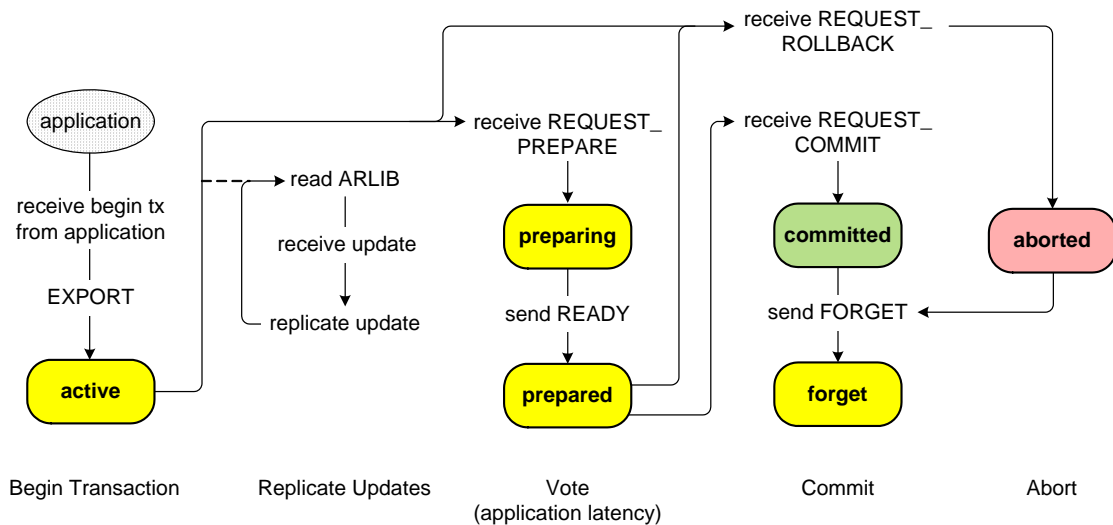 receive REQUEST_
ROLLBACK
application
receive REQUEST_
PREPARE
receive REQUEST_
COMMIT
read ARLIB
receive begin tx
from application
receive update
preparing
committed
aborted
EXPORT
replicate update
send READY
send FORGET
active
prepared
forget
Begin Transaction
Replicate Updates
Vote
(application latency)
Commit
Abort